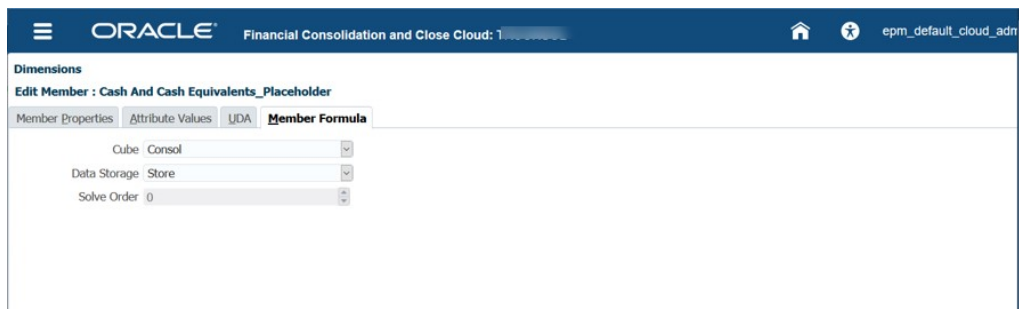 ORACLE® Financial Consolidation and Close Cloud: epm_default_cloud_adm
Dimensions
Edit Member : Cash And Cash Equivalents_Placeholder
Member Properties Attribute Values UDA Member Formula
Cube Consol
Data Storage Store
Solve Order 0